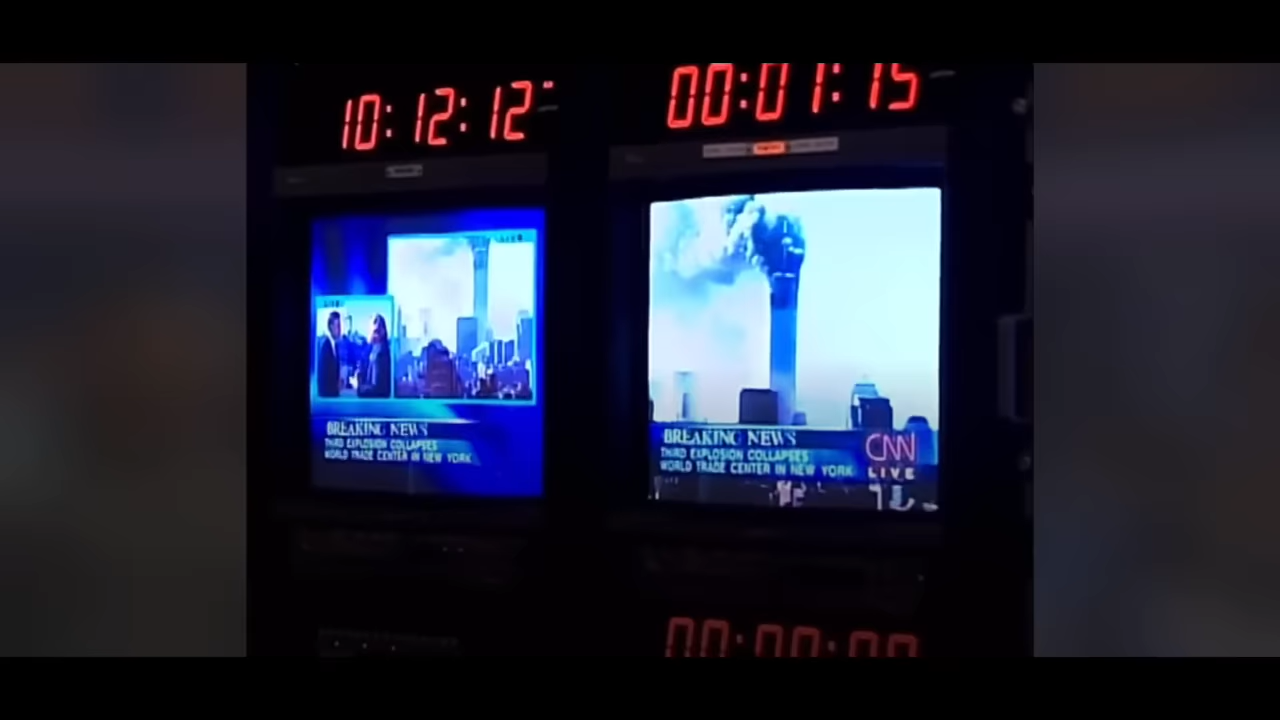 10:12:12
00:01:15
BREAKING NEWS
THIRD EXPLOSION COLLAPSES
WORLD TRADE CENTER IN NEW YORK
BREAKING NEWS
THIRD EXPLOSION COLLAPSES
WORLD TRADE CENTER IN NEW YORK
CNN
LIVE
00:00:00